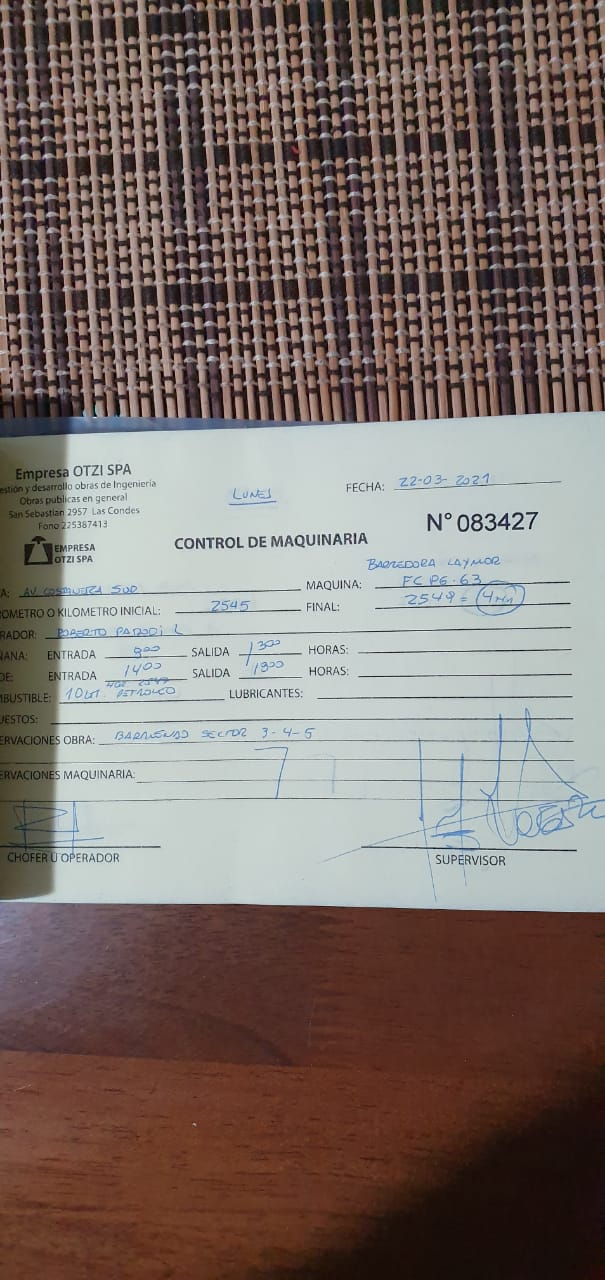 Empresa OTZI SPA
estión y desarrollo obras de Ingeniería
Obras publicas en general
San Sebastian 2957 Las Condes
Fono 225387413
EMPRESA
OTZI SPA
LUNES
FECHA: 22-03-2021
N° 083427
CONTROL DE MAQUINARIA
BARREDORA LAYMOR
A: AV. COSTANERA SUD MAQUINA: FC PG-63
OMETRO O KILOMETRO INICIAL: 2545 FINAL: 2549 = 4
RADOR: ROBERTO PARODI L
ANA: ENTRADA 900 SALIDA 1300 HORAS:
DE: ENTRADA 1400 SALIDA 1800 HORAS:
MBUSTIBLE: 10 LT. PETROLEO LUBRICANTES:
UESTOS:
ERVACIONES OBRA: BARRIENDO SECTOR 3-4-5
ERVACIONES MAQUINARIA:
CHOFER U OPERADOR
SUPERVISOR